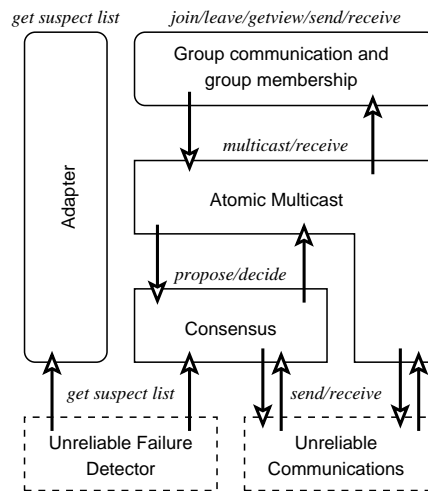 get suspect list
join/leave/getview/send/receive
Group communication and
group membership
multicast/receive
Adapter
Atomic Multicast
propose/decide
Consensus
get suspect list
send/receive
Unreliable Failure
Detector
Unreliable
Communications